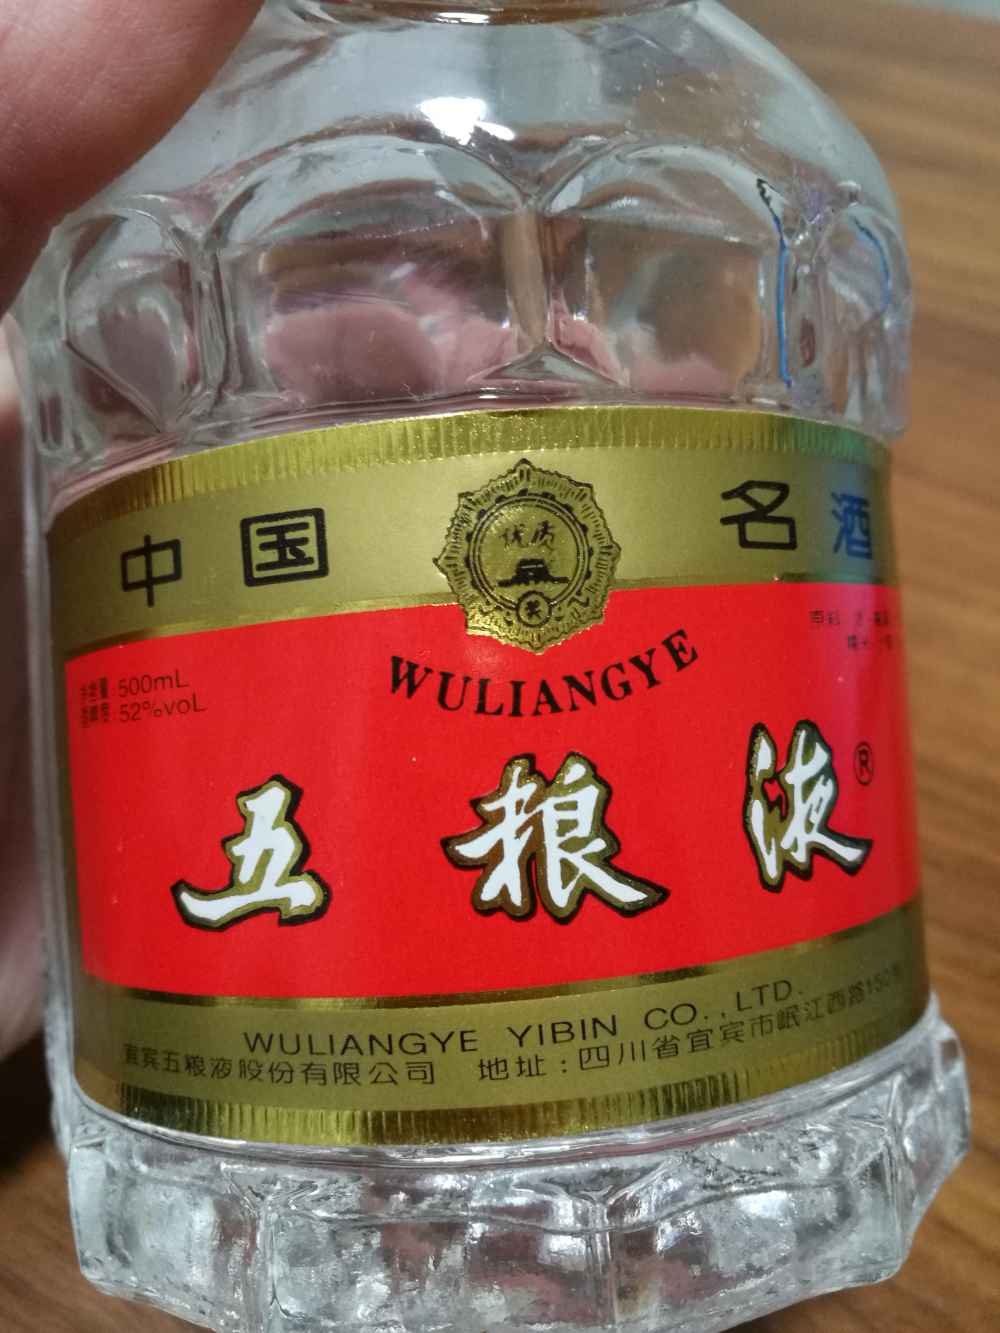 中国 名酒
优质
奖
WULIANGYE
500mL
52%voL
五粮液®
WULIANGYE YIBIN CO.,LTD.
宜宾五粮液股份有限公司 地址:四川省宜宾市岷江西路150